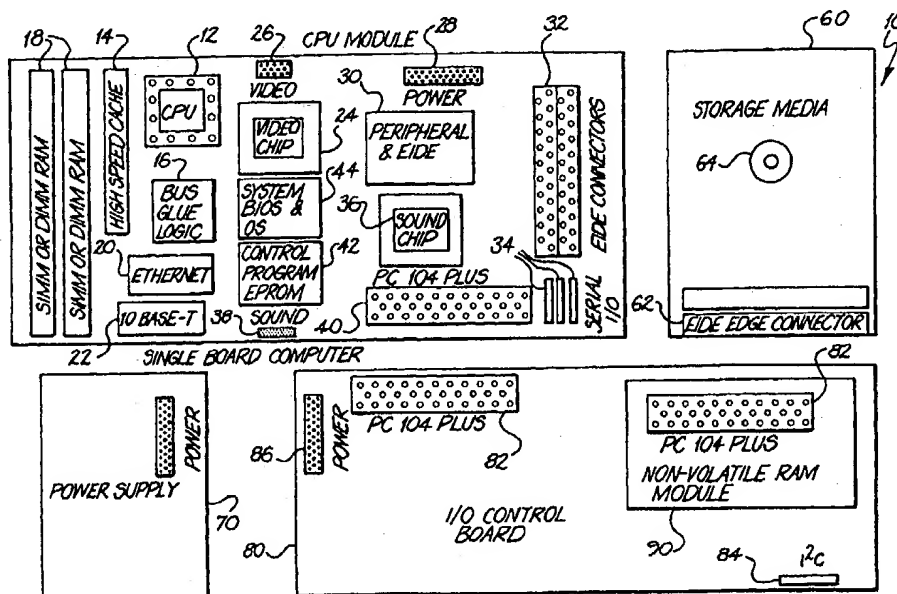 60
10
32
18
14
12
26
CPU MODULE
28
VIDEO
30
POWER
SIMM OR DIMM RAM
SIMM OR DIMM RAM
HIGH SPEED CACHE
CPU
VIDEO
CHIP
24
PERIPHERAL
& EIDE
EIDE CONNECTORS
STORAGE MEDIA
64
16
BUS
GLUE
LOGIC
SYSTEM
BIOS &
OS
44
36
SOUND
CHIP
20
ETHERNET
CONTROL
PROGRAM
EPROM
42
PC 104 PLUS
34
SERIAL
I/O
10 BASE-T
SOUND
38
40
62
EIDE EDGE CONNECTOR
22
SINGLE BOARD COMPUTER
82
POWER
POWER SUPPLY
70
86
POWER
PC 104 PLUS
82
PC 104 PLUS
NON-VOLATILE RAM
MODULE
I/O CONTROL
BOARD
80
90
84
I²C